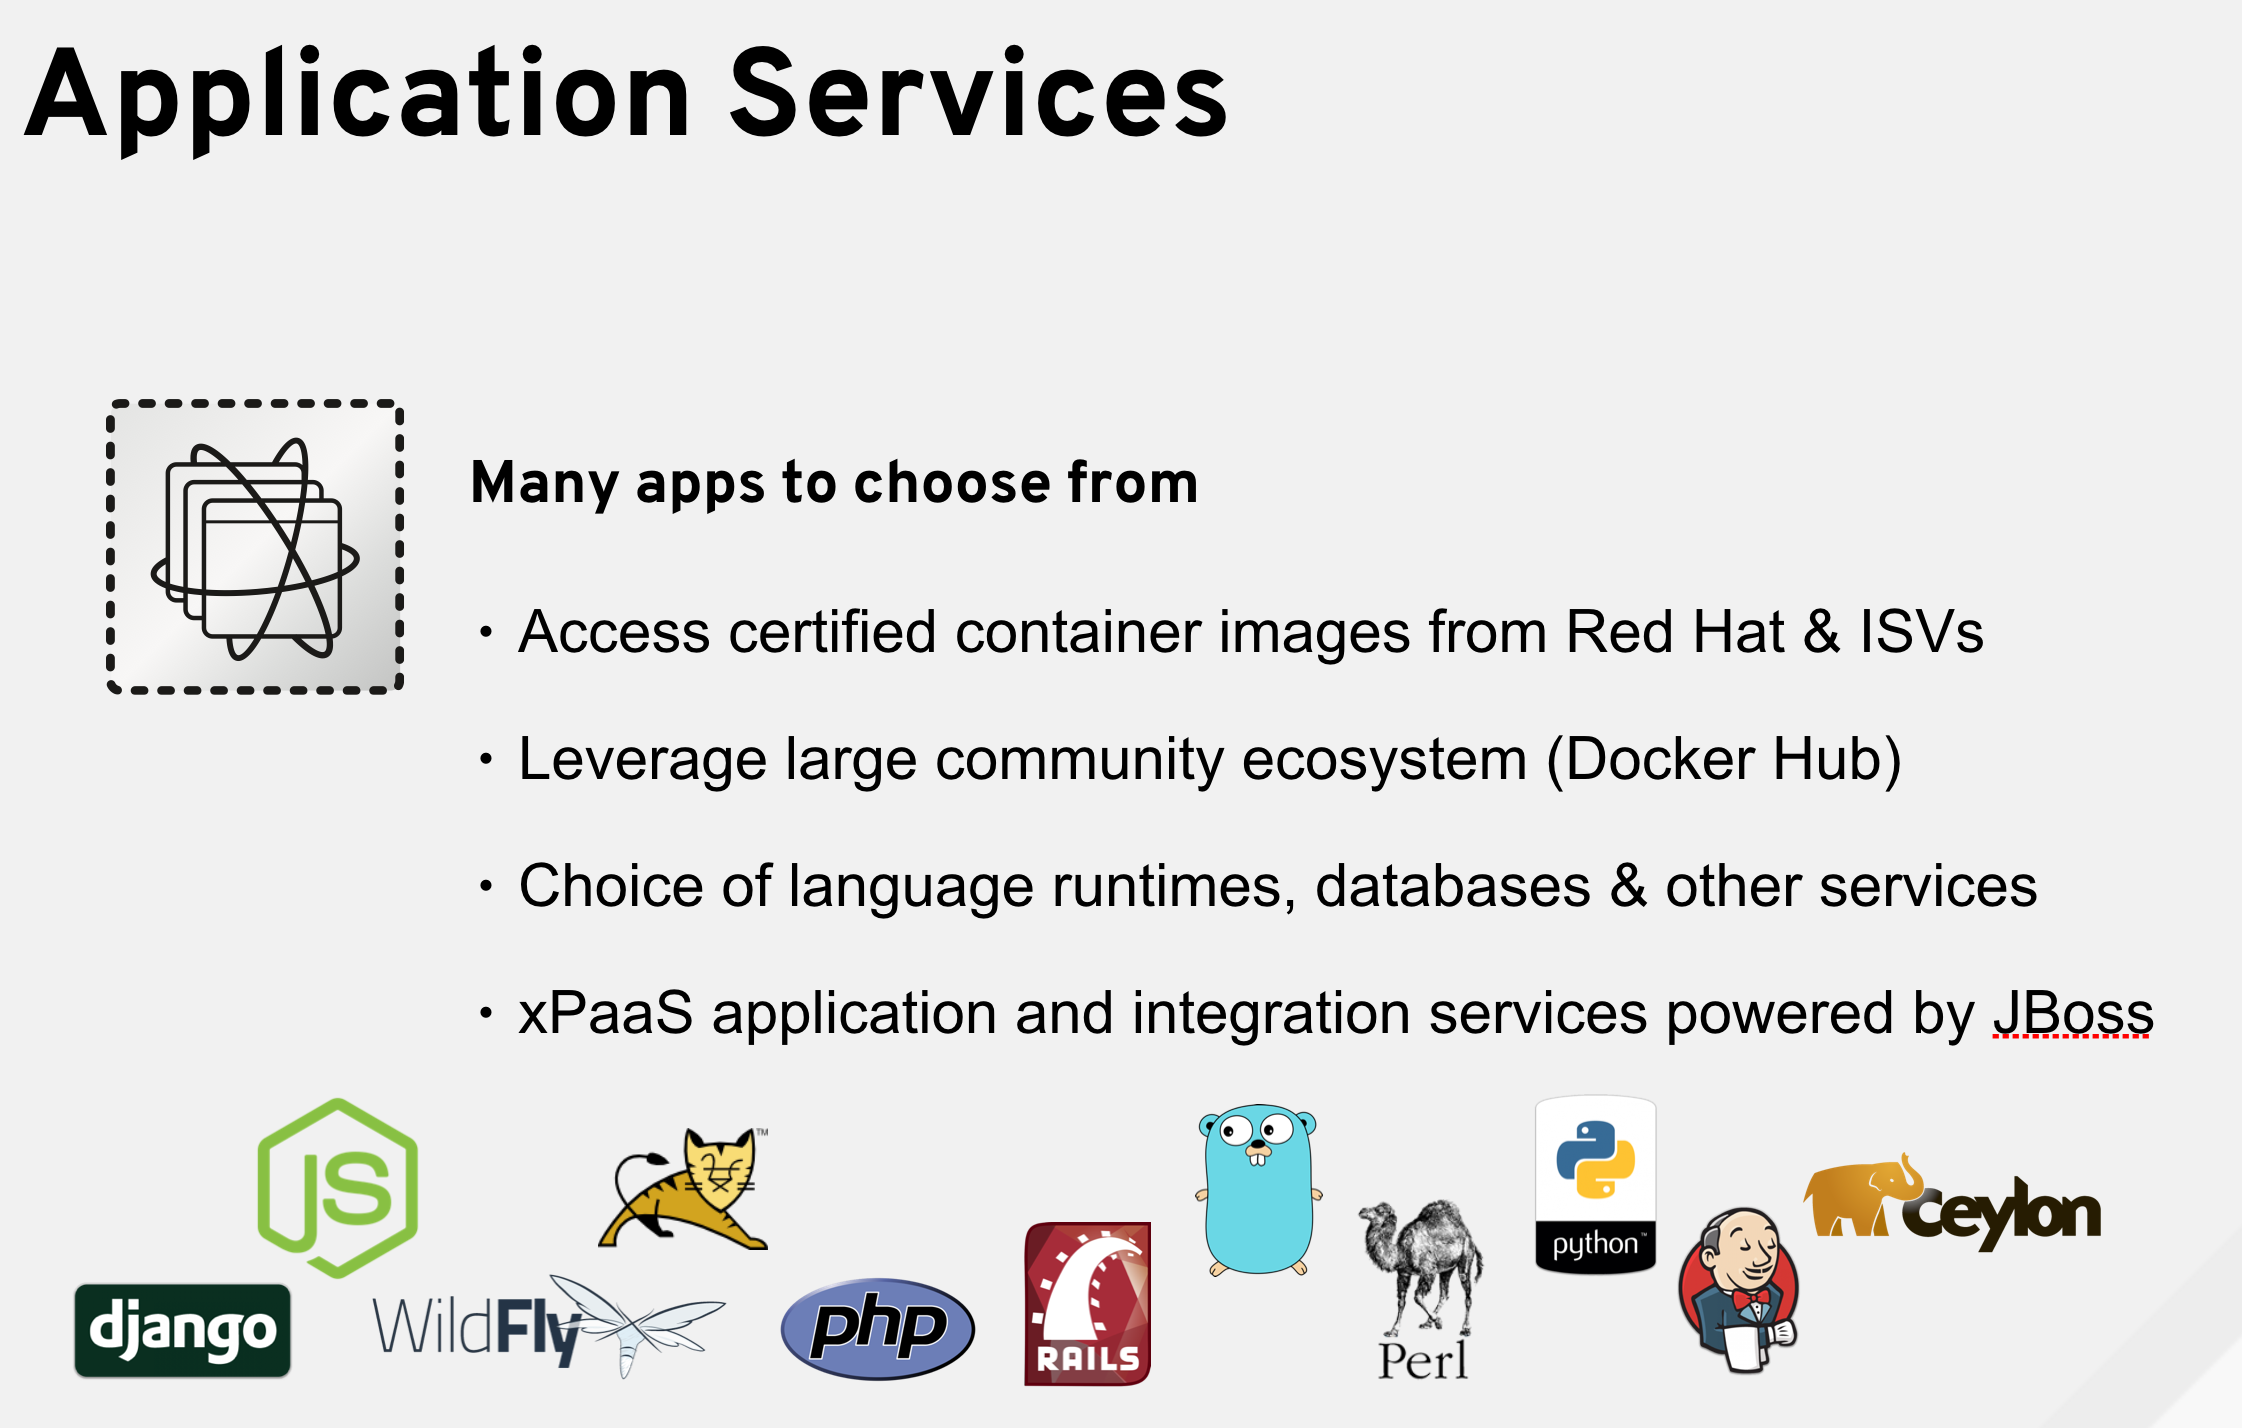 Application Services
Many apps to choose from
• Access certified container images from Red Hat & ISVs
• Leverage large community ecosystem (Docker Hub)
• Choice of language runtimes, databases & other services
• xPaaS application and integration services powered by JBoss
JS
TM
python™
ceylon
django
WildFly
php
RAILS
Perl